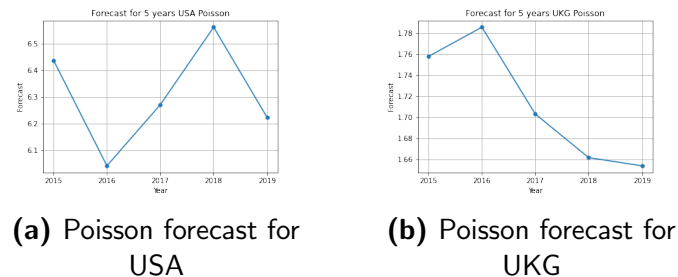 Forecast for 5 years USA Poisson
6.5
6.4
6.3
6.2
6.1
Forecast
2015 2016 2017 2018 2019
Year
(a) Poisson forecast for
USA
Forecast for 5 years UKG Poisson
1.78
1.76
1.74
1.72
1.70
1.68
1.66
Forecast
2015 2016 2017 2018 2019
Year
(b) Poisson forecast for
UKG